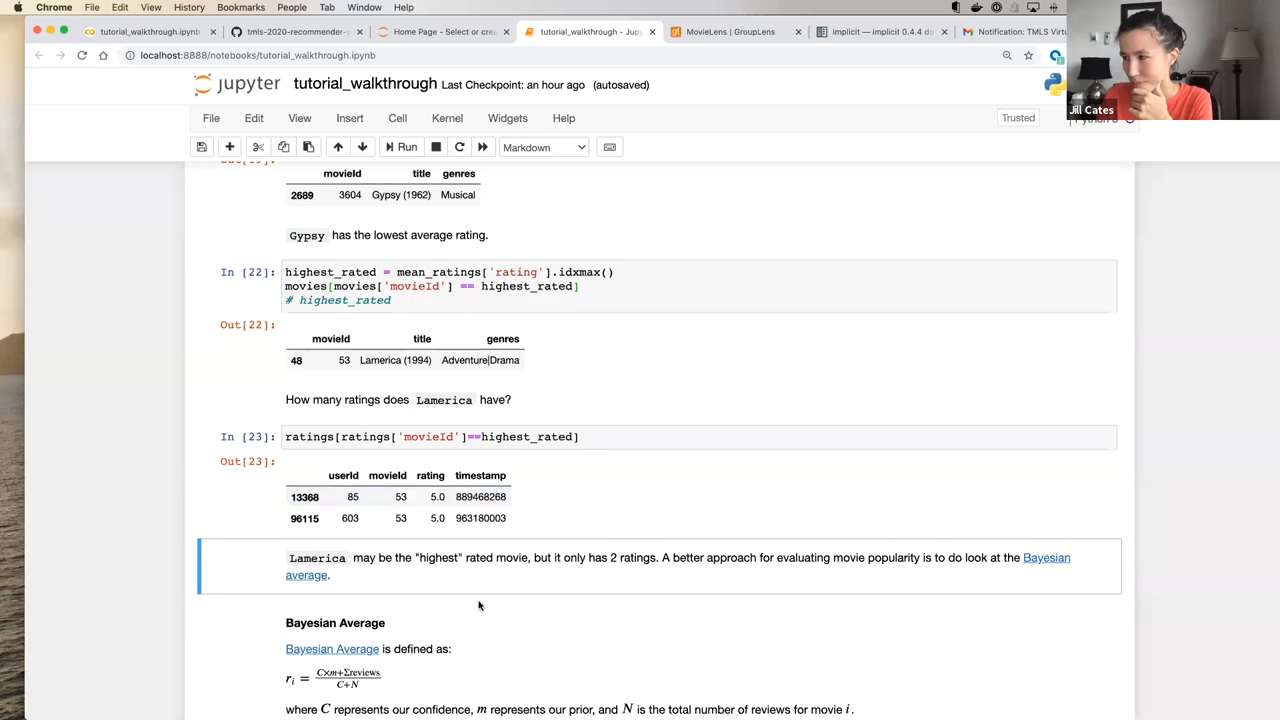 Chrome File Edit View History Bookmarks People Tab Window Help
tutorial_walkthrough.ipynb
tmls-2020-recommender-
Home Page - Select or cre
tutorial_walkthrough - Jup
MovieLens | GroupLens
Implicit — implicit 0.4.4 do
Notification: TMLS Virtu
localhost:8888/notebooks/tutorial_walkthrough.ipynb
Jill Cates
jupyter tutorial_walkthrough Last Checkpoint: an hour ago (autosaved)
File Edit View Insert Cell Kernel Widgets Help Trusted
Run Markdown
movieId title genres
2689 3604 Gypsy (1962) Musical
Gypsy has the lowest average rating.
In [22]: highest_rated = mean_ratings['rating'].idxmax()
movies[movies['movieId'] == highest_rated]
# highest_rated
Out[22]:
movieId title genres
48 53 Lamerica (1994) Adventure|Drama
How many ratings does Lamerica have?
In [23]: ratings[ratings['movieId']==highest_rated]
Out[23]:
userId movieId rating timestamp
13368 85 53 5.0 889468268
96115 603 53 5.0 963180003
Lamerica may be the "highest" rated movie, but it only has 2 ratings. A better approach for evaluating movie popularity is to do look at the Bayesian
average.
Bayesian Average
Bayesian Average is defined as:
r_i = (C×m+Σreviews)/(C+N)
where C represents our confidence, m represents our prior, and N is the total number of reviews for movie i.